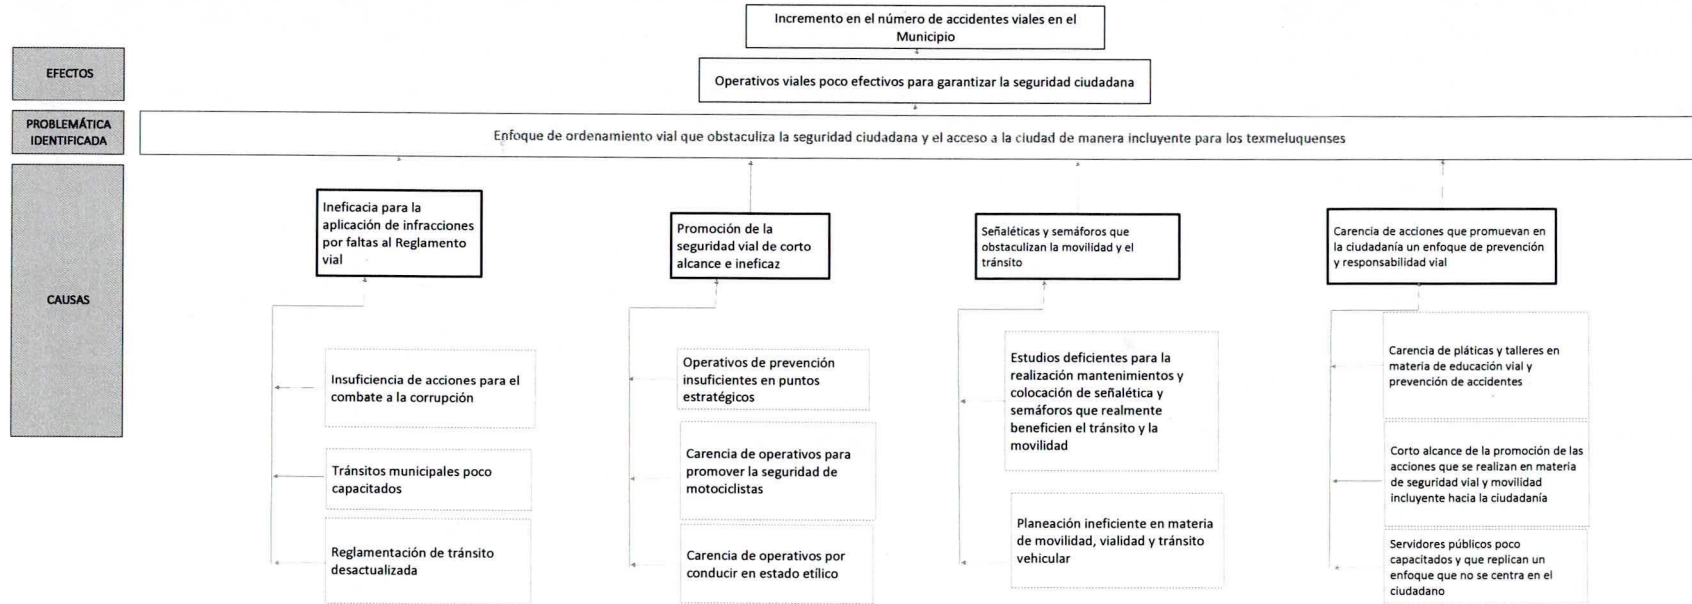 Incremento en el número de accidentes viales en el
Municipio
EFECTOS
Operativos viales poco efectivos para garantizar la seguridad ciudadana
PROBLEMÁTICA
IDENTIFICADA
Enfoque de ordenamiento vial que obstaculiza la seguridad ciudadana y el acceso a la ciudad de manera incluyente para los texmeluquenses
CAUSAS
Ineficacia para la
aplicación de infracciones
por faltas al Reglamento
vial
Insuficiencia de acciones para el
combate a la corrupción
Tránsitos municipales poco
capacitados
Reglamentación de tránsito
desactualizada
Promoción de la
seguridad vial de corto
alcance e ineficaz
Operativos de prevención
insuficientes en puntos
estratégicos
Carencia de operativos para
promover la seguridad de
motociclistas
Carencia de operativos por
conducir en estado etílico
Señaléticas y semáforos que
obstaculizan la movilidad y el
tránsito
Estudios deficientes para la
realización mantenimientos y
colocación de señalética y
semáforos que realmente
beneficien el tránsito y la
movilidad
Planeación ineficiente en materia
de movilidad, vialidad y tránsito
vehicular
Carencia de acciones que promuevan en
la ciudadanía un enfoque de prevención
y responsabilidad vial
Carencia de pláticas y talleres en
materia de educación vial y
prevención de accidentes
Corto alcance de la promoción de las
acciones que se realizan en materia
de seguridad vial y movilidad
incluyente hacia la ciudadanía
Servidores públicos poco
capacitados y que replican un
enfoque que no se centra en el
ciudadano